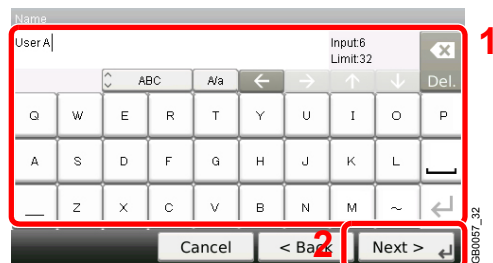 Name
User A
Input:6
Limit:32
1
ABC A/a ← → ↑ ↓ Del.
Q W E R T Y U I O P
A S D F G H J K L
_ Z X C V B N M ~
Cancel < Back Next >
2
GB0057_32